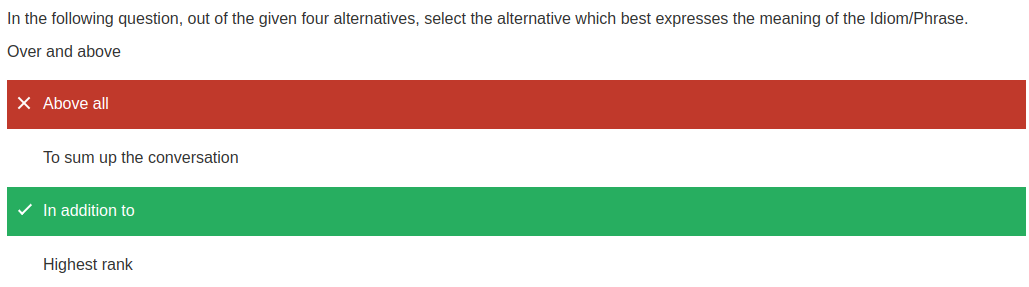 In the following question, out of the given four alternatives, select the alternative which best expresses the meaning of the Idiom/Phrase.
Over and above
Above all
To sum up the conversation
In addition to
Highest rank